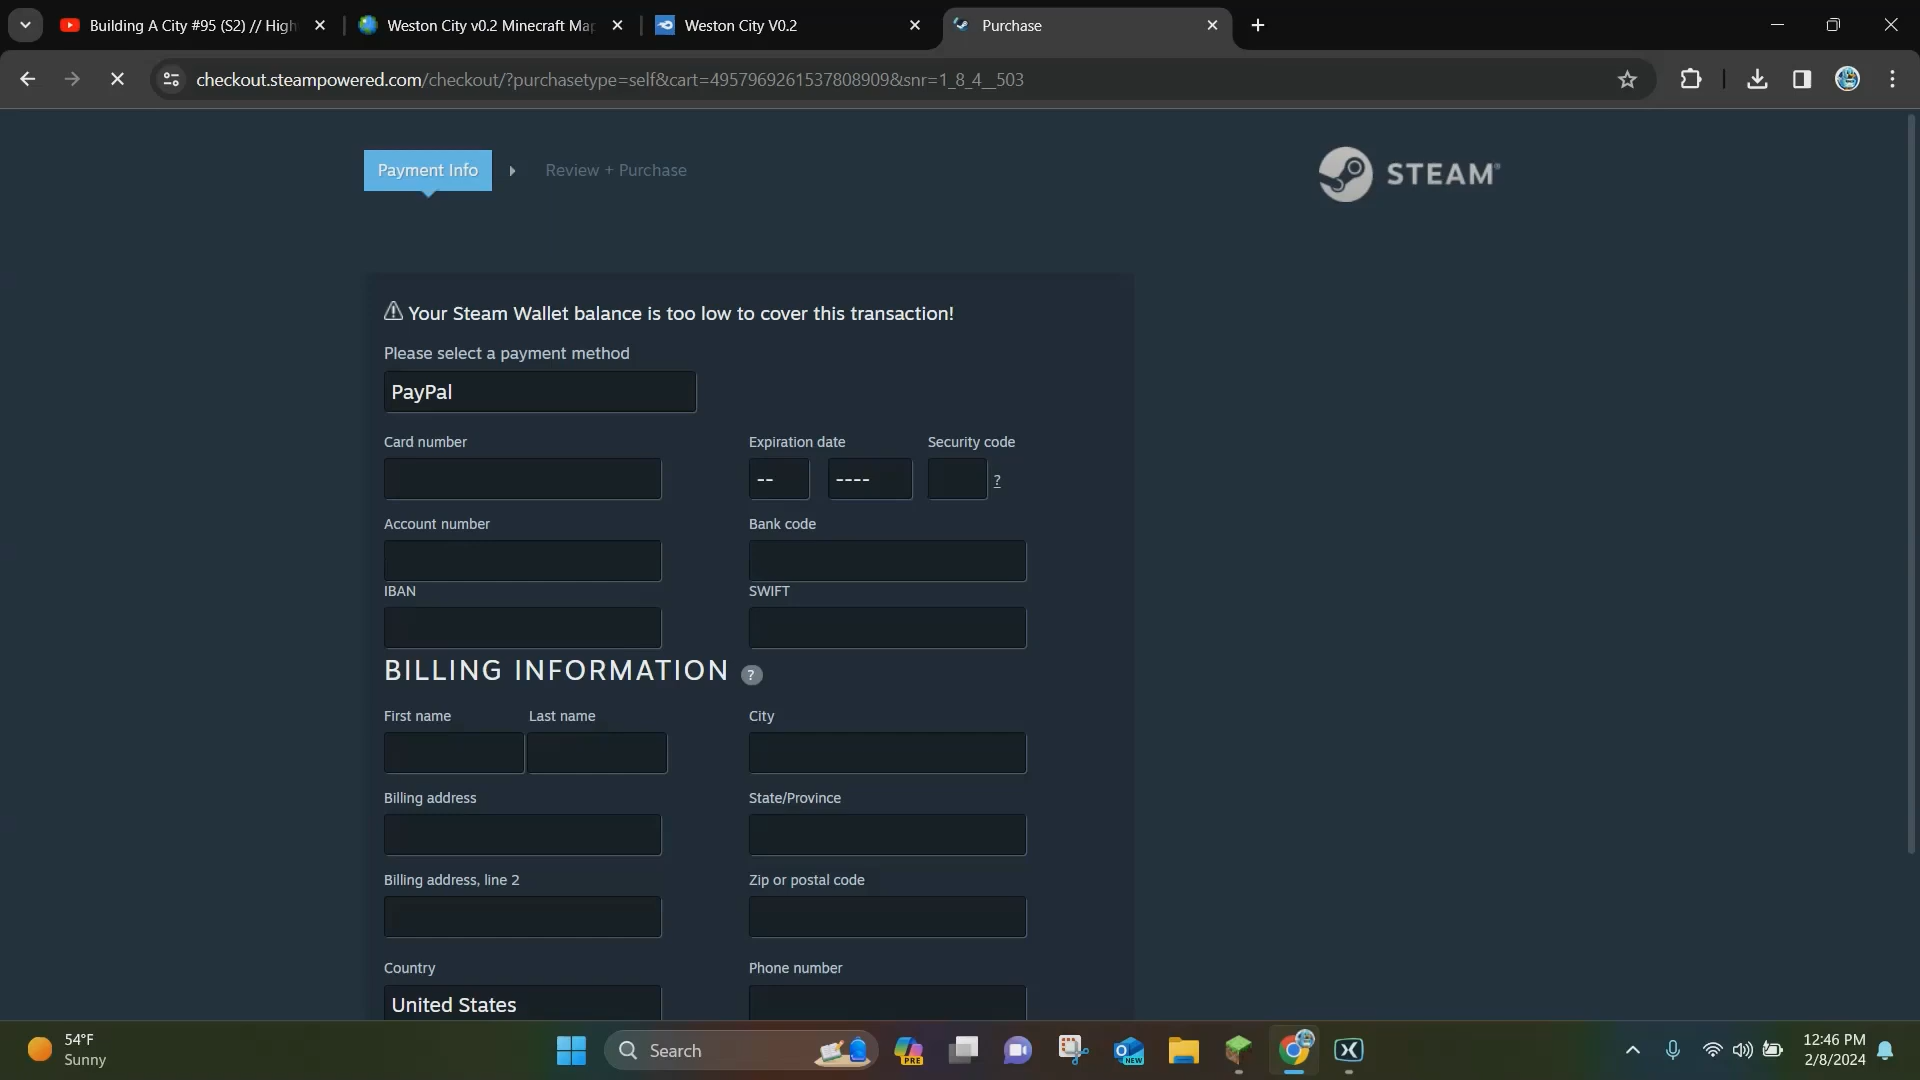 Building A City #95 (S2) // High
Weston City v0.2 Minecraft Map
Weston City V0.2
Purchase
checkout.steampowered.com/checkout/?purchasetype=self&cart=4957969261537808909&snr=1_8_4__503
Payment Info
Review + Purchase
STEAM®
Your Steam Wallet balance is too low to cover this transaction!
Please select a payment method
PayPal
Card number
Expiration date
Security code
--
----
?
Account number
Bank code
IBAN
SWIFT
BILLING INFORMATION ?
First name
Last name
City
Billing address
State/Province
Billing address, line 2
Zip or postal code
Country
Phone number
United States
54°F
Sunny
Search
PRE
NEW
12:46 PM
2/8/2024